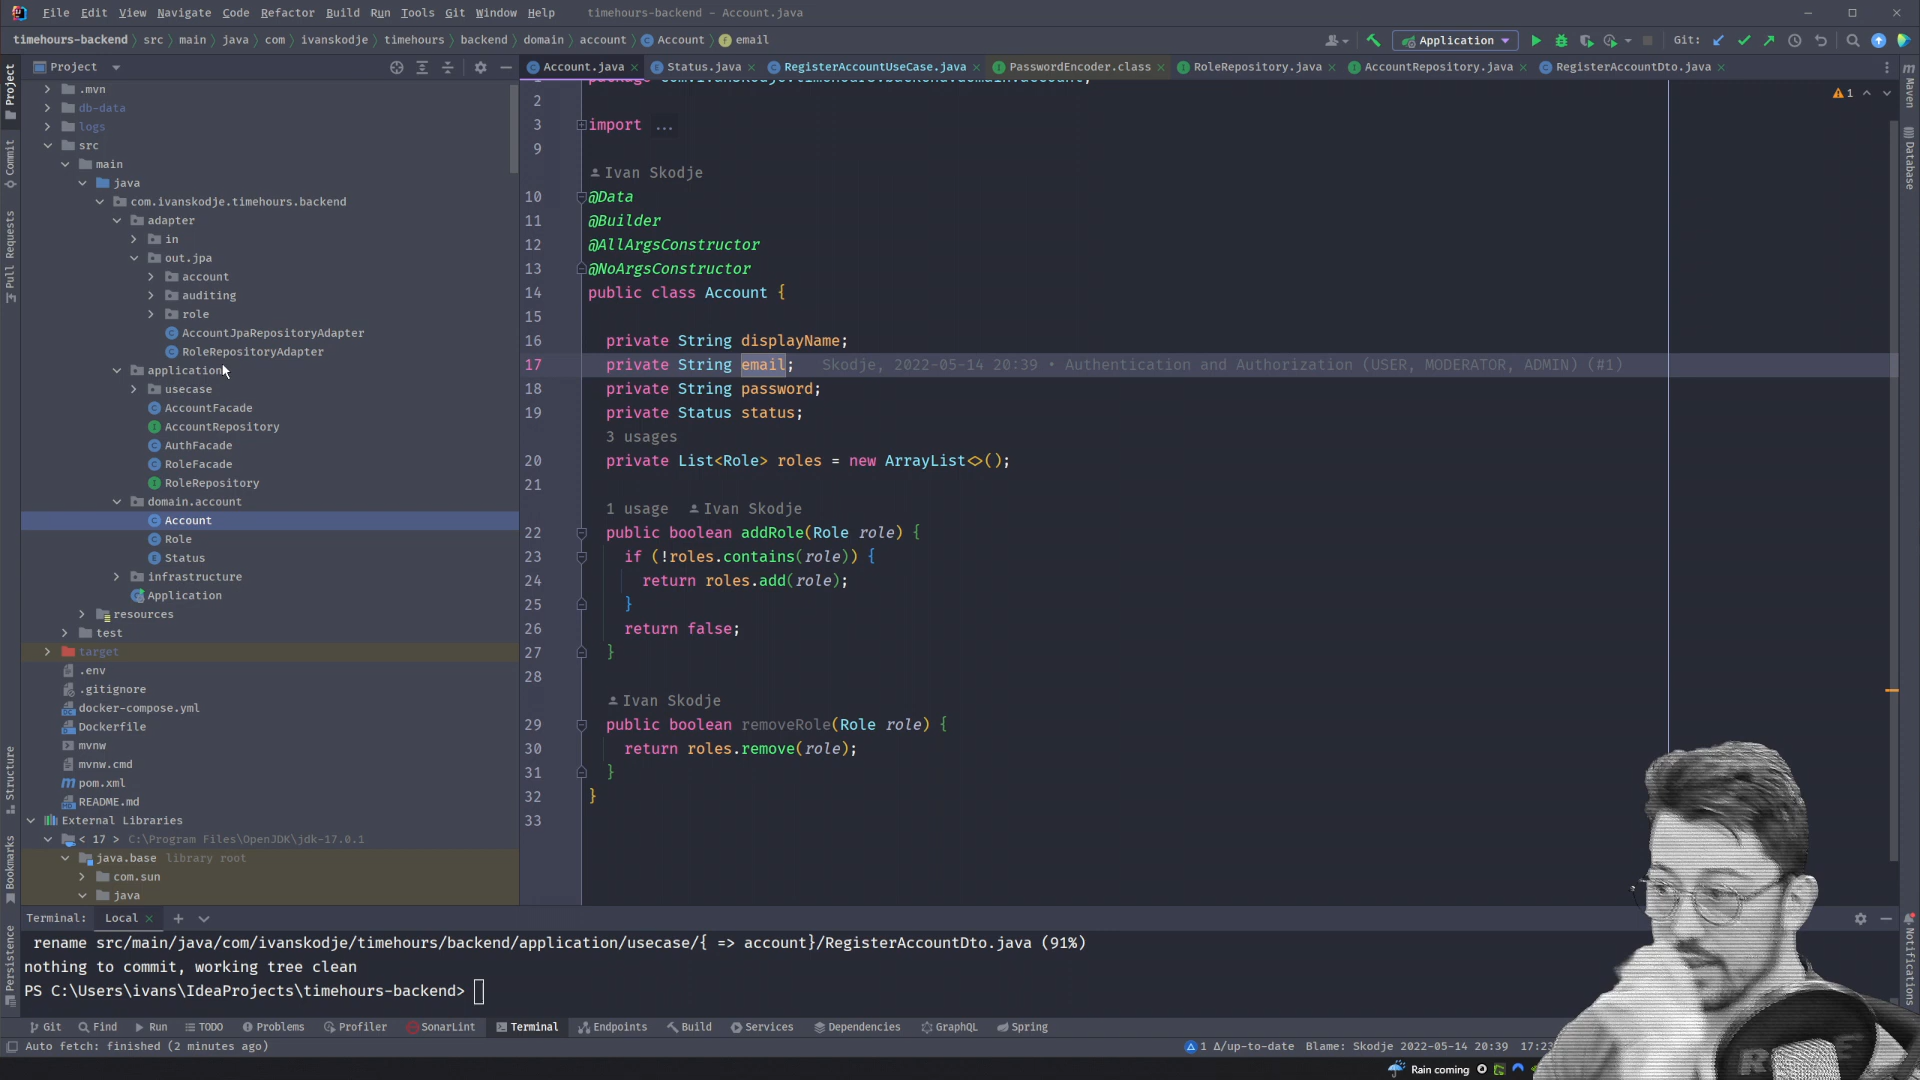 File Edit View Navigate Code Refactor Build Run Tools Git Window Help timehours-backend – Account.java
timehours-backend src main java com ivanskodje timehours backend domain account Account email
Application
Git:
Project
Account.java
Status.java
RegisterAccountUseCase.java
PasswordEncoder.class
RoleRepository.java
AccountRepository.java
RegisterAccountDto.java
Project
Commit
Pull Requests
Structure
Bookmarks
Persistence
Maven
Database
Notifications
.mvn
db-data
logs
src
main
java
com.ivanskodje.timehours.backend
adapter
in
out.jpa
account
auditing
role
AccountJpaRepositoryAdapter
RoleRepositoryAdapter
application
usecase
AccountFacade
AccountRepository
AuthFacade
RoleFacade
RoleRepository
domain.account
Account
Role
Status
infrastructure
Application
resources
test
target
.env
.gitignore
docker-compose.yml
Dockerfile
mvnw
mvnw.cmd
pom.xml
README.md
External Libraries
< 17 > C:\Program Files\OpenJDK\jdk-17.0.1
java.base library root
com.sun
java
1
2
3 import ...
9
Ivan Skodje
10 @Data
11 @Builder
12 @AllArgsConstructor
13 @NoArgsConstructor
14 public class Account {
15
16 private String displayName;
17 private String email; Skodje, 2022-05-14 20:39 • Authentication and Authorization (USER, MODERATOR, ADMIN) (#1)
18 private String password;
19 private Status status;
3 usages
20 private List<Role> roles = new ArrayList<>();
21
1 usage Ivan Skodje
22 public boolean addRole(Role role) {
23 if (!roles.contains(role)) {
24 return roles.add(role);
25 }
26 return false;
27 }
28
Ivan Skodje
29 public boolean removeRole(Role role) {
30 return roles.remove(role);
31 }
32 }
33
Terminal: Local
rename src/main/java/com/ivanskodje/timehours/backend/application/usecase/{ => account}/RegisterAccountDto.java (91%)
nothing to commit, working tree clean
PS C:\Users\ivans\IdeaProjects\timehours-backend>
Git Find Run TODO Problems Profiler SonarLint Terminal Endpoints Build Services Dependencies GraphQL Spring
Auto fetch: finished (2 minutes ago)
1 Δ/up-to-date Blame: Skodje 2022-05-14 20:39
Rain coming